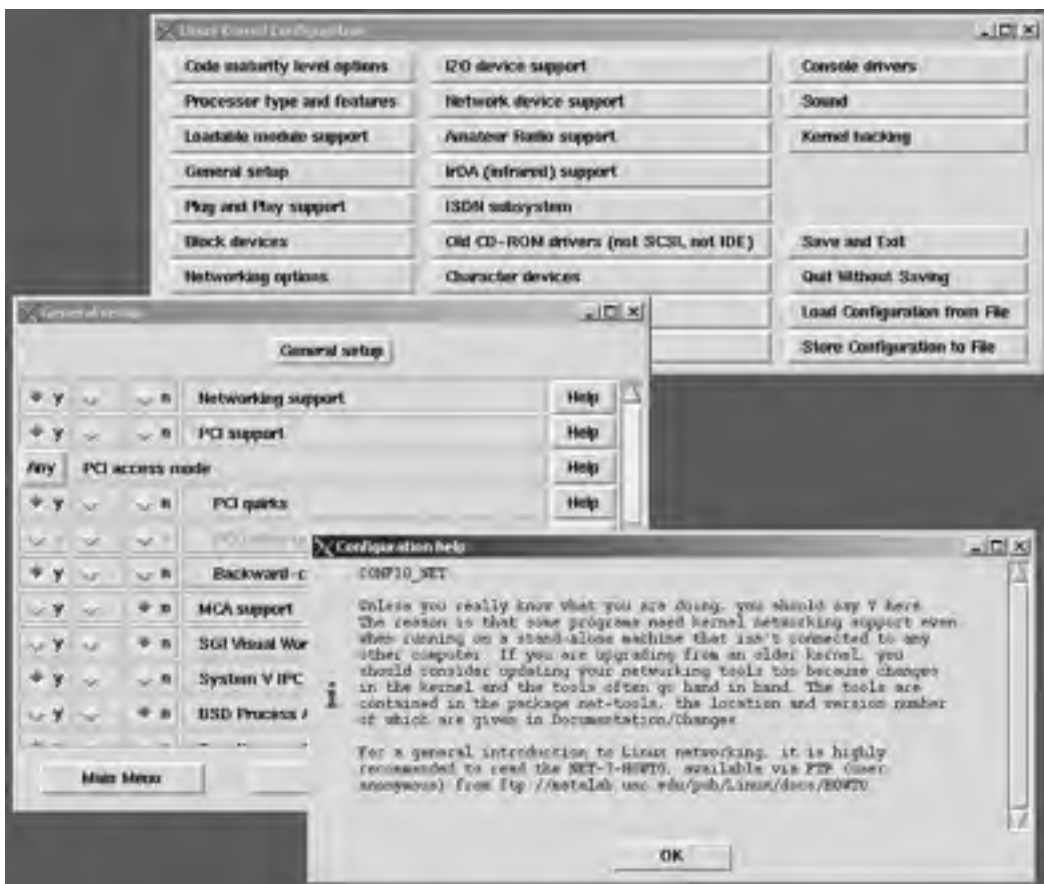 Linux Kernel Configuration
Code maturity level options
I2O device support
Console drivers
Processor type and features
Network device support
Sound
Loadable module support
Amateur Radio support
Kernel hacking
General setup
IrDA (infrared) support
Plug and Play support
ISDN subsystem
Block devices
Old CD-ROM drivers (not SCSI, not IDE)
Save and Exit
Networking options
Character devices
Quit Without Saving
Load Configuration from File
Store Configuration to File
General setup
General setup
y n Networking support Help
y n PCI support Help
Any PCI access mode Help
y n PCI quirks Help
y n Backward-c
y n MCA support
y n SGI Visual Wor
y n System V IPC
y n BSD Process A
Main Menu
Configuration help
CONFIG_NET
Unless you really know what you are doing, you should say Y here.
The reason is that some programs need kernel networking support even
when running on a stand-alone machine that isn't connected to any
other computer. If you are upgrading from an older kernel, you
should consider updating your networking tools too because changes
in the kernel and the tools often go hand in hand. The tools are
contained in the package net-tools, the location and version number
of which are given in Documentation/Changes.
For a general introduction to Linux networking, it is highly
recommended to read the NET-3-HOWTO, available via FTP (user:
anonymous) from ftp://metalab.unc.edu/pub/Linux/docs/HOWTO
OK